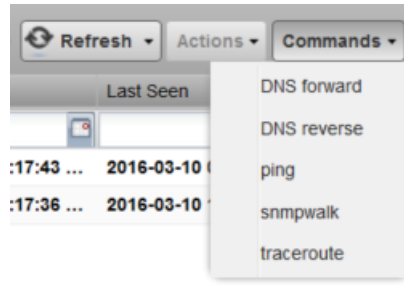 Refresh Actions Commands
Last Seen
DNS forward
DNS reverse
:17:43 ... 2016-03-10
ping
:17:36 ... 2016-03-10
snmpwalk
traceroute